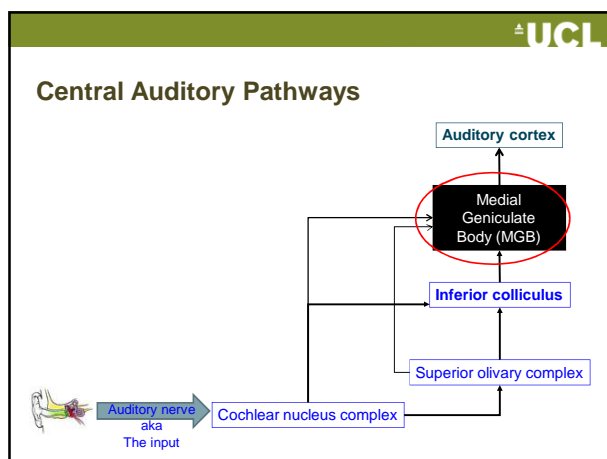 UCL
Central Auditory Pathways
Auditory cortex
Medial
Geniculate
Body (MGB)
Inferior colliculus
Superior olivary complex
Auditory nerve
aka
The input
Cochlear nucleus complex